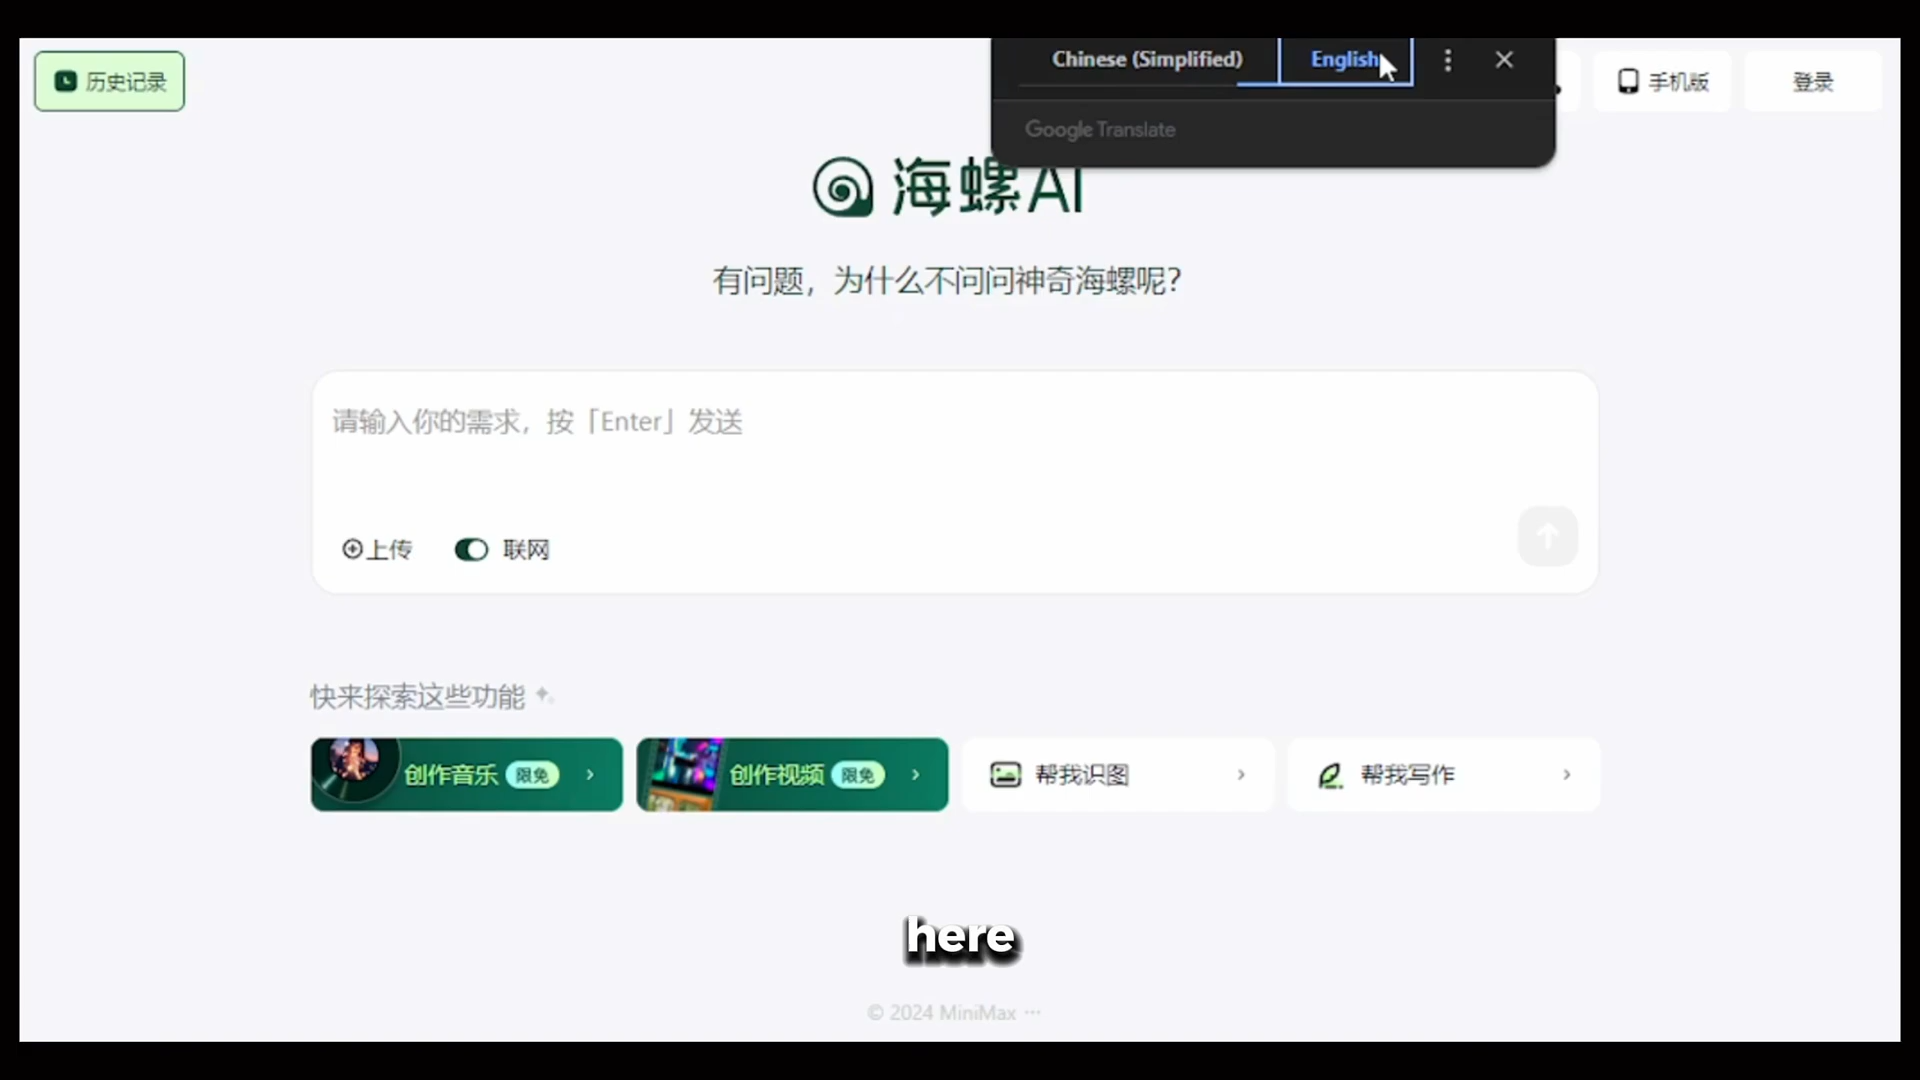 历史记录
Chinese (Simplified)
English
Google Translate
手机版
登录
海螺AI
有问题，为什么不问问神奇海螺呢？
请输入你的需求，按「Enter」发送
上传
联网
快来探索这些功能
创作音乐 限免
创作视频 限免
帮我识图
帮我写作
here
© 2024 MiniMax ···